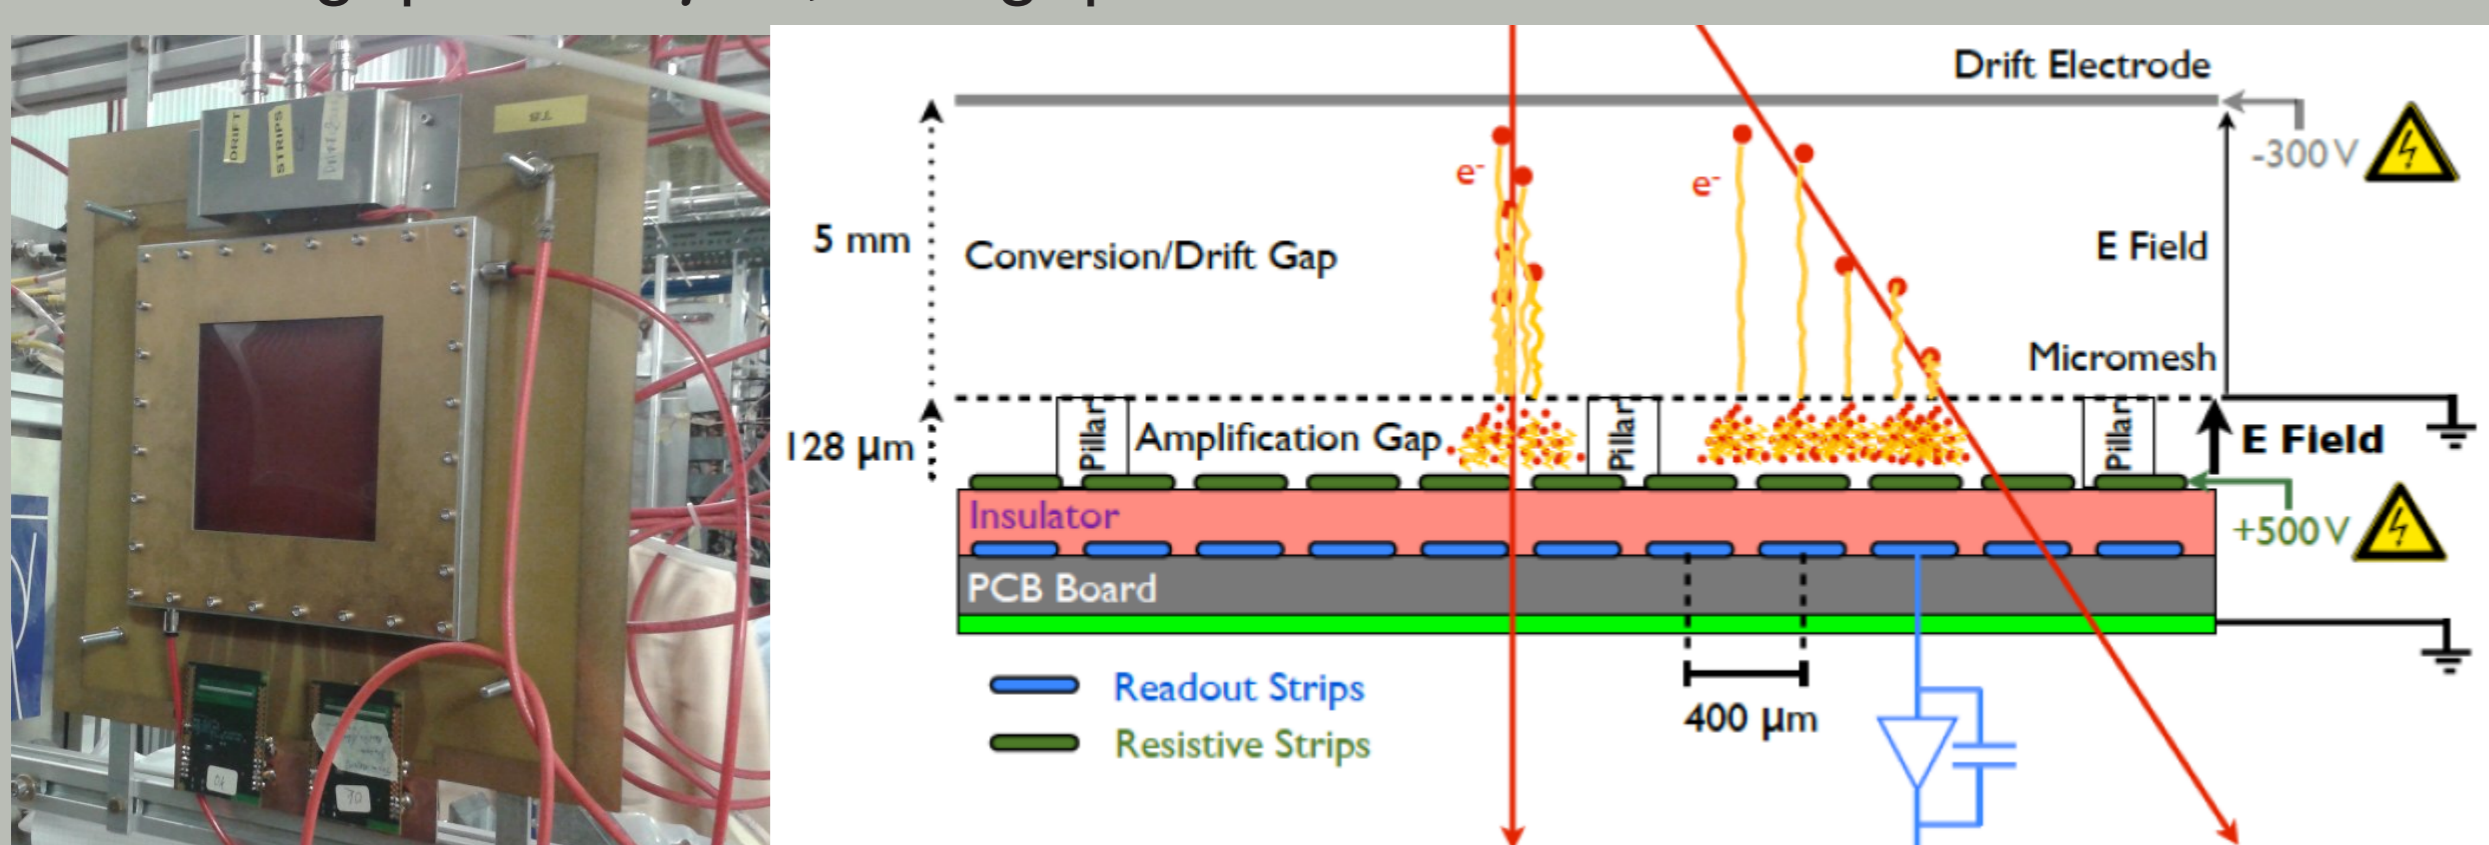 DRIFT
STRIPS
Drift Electrode
-300 V
e-
e-
5 mm
Conversion/Drift Gap
E Field
Micromesh
Pillar
Amplification Gap
Pillar
Pillar
128 μm
E Field
Insulator
+500 V
PCB Board
Readout Strips
400 μm
Resistive Strips